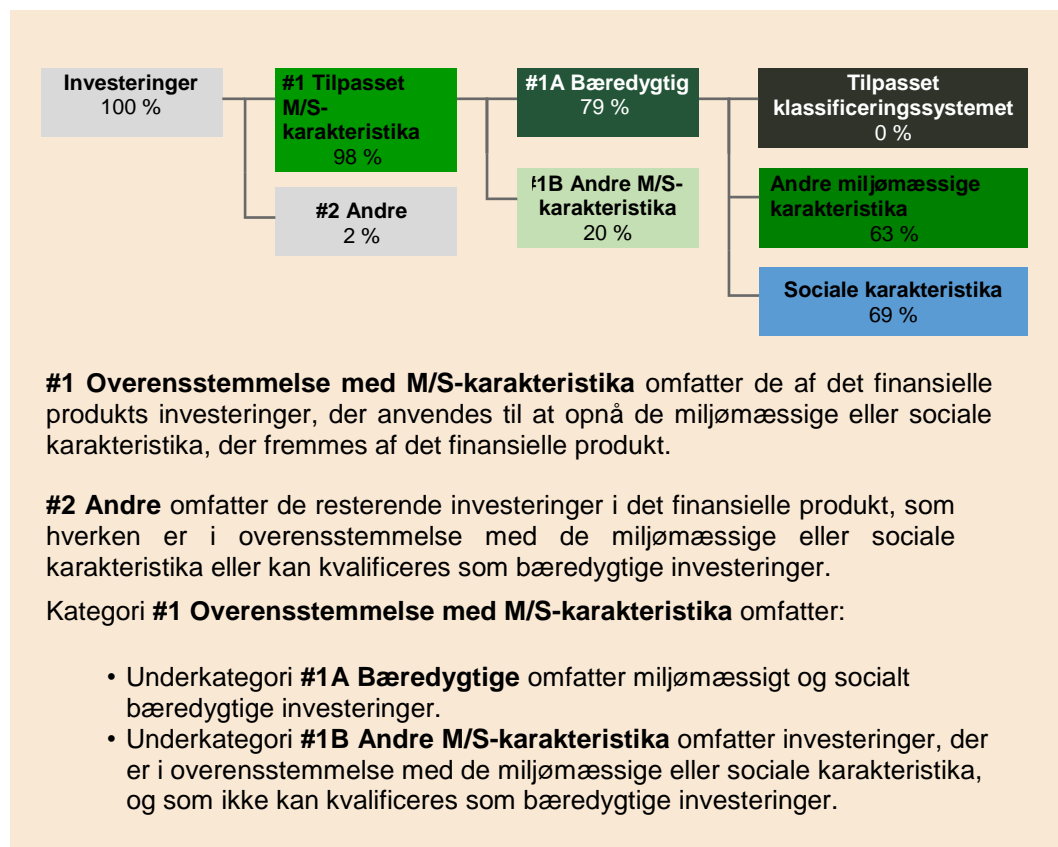 Investeringer
100 %
#1 Tilpasset
M/S-
karakteristika
98 %
#2 Andre
2 %
#1A Bæredygtig
79 %
#1B Andre M/S-
karakteristika
20 %
Tilpasset
klassificeringssystemet
0 %
Andre miljømæssige
karakteristika
63 %
Sociale karakteristika
69 %
#1 Overensstemmelse med M/S-karakteristika omfatter de af det finansielle
produkts investeringer, der anvendes til at opnå de miljømæssige eller sociale
karakteristika, der fremmes af det finansielle produkt.
#2 Andre omfatter de resterende investeringer i det finansielle produkt, som
hverken er i overensstemmelse med de miljømæssige eller sociale
karakteristika eller kan kvalificeres som bæredygtige investeringer.
Kategori #1 Overensstemmelse med M/S-karakteristika omfatter:
• Underkategori #1A Bæredygtige omfatter miljømæssigt og socialt
bæredygtige investeringer.
• Underkategori #1B Andre M/S-karakteristika omfatter investeringer, der
er i overensstemmelse med de miljømæssige eller sociale karakteristika,
og som ikke kan kvalificeres som bæredygtige investeringer.